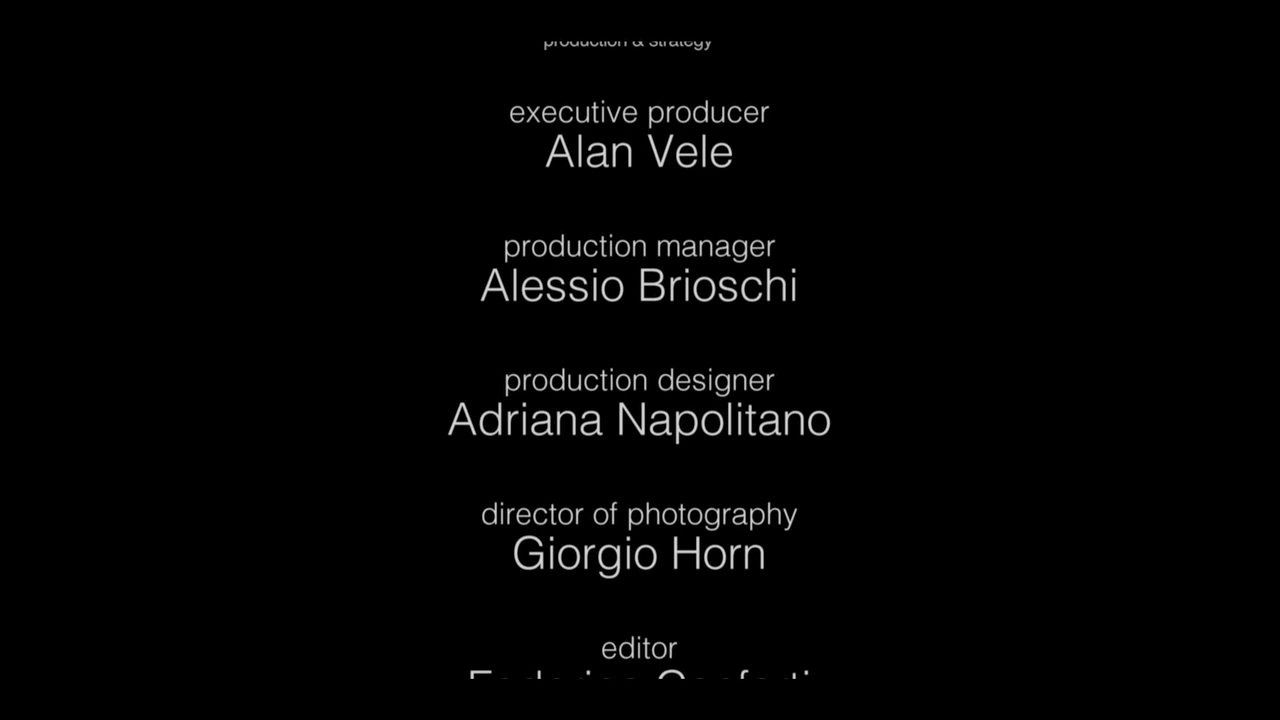 production & strategy
executive producer
Alan Vele
production manager
Alessio Brioschi
production designer
Adriana Napolitano
director of photography
Giorgio Horn
editor